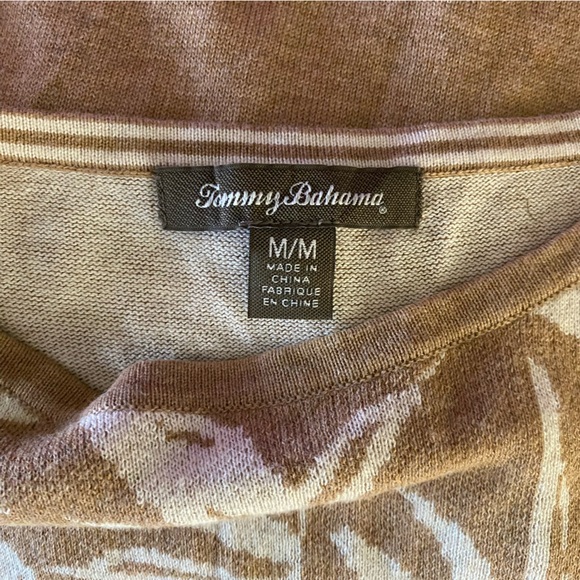 Tommy Bahama®
M/M
MADE IN
CHINA
FABRIQUE
EN CHINE